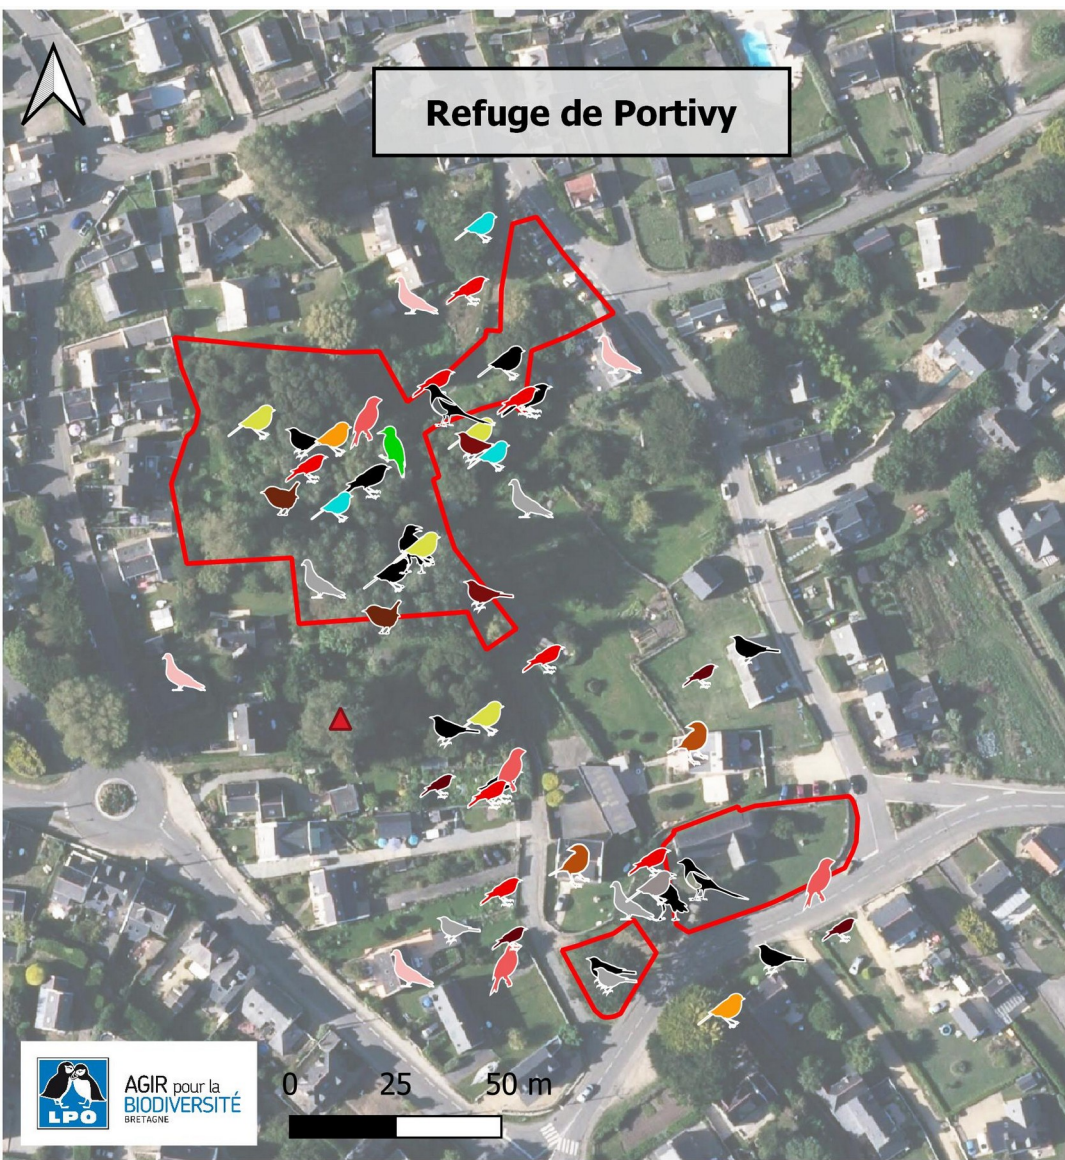 Refuge de Portivy
AGIR pour la
BIODIVERSITÉ
BRETAGNE
LPO
0 25 50 m